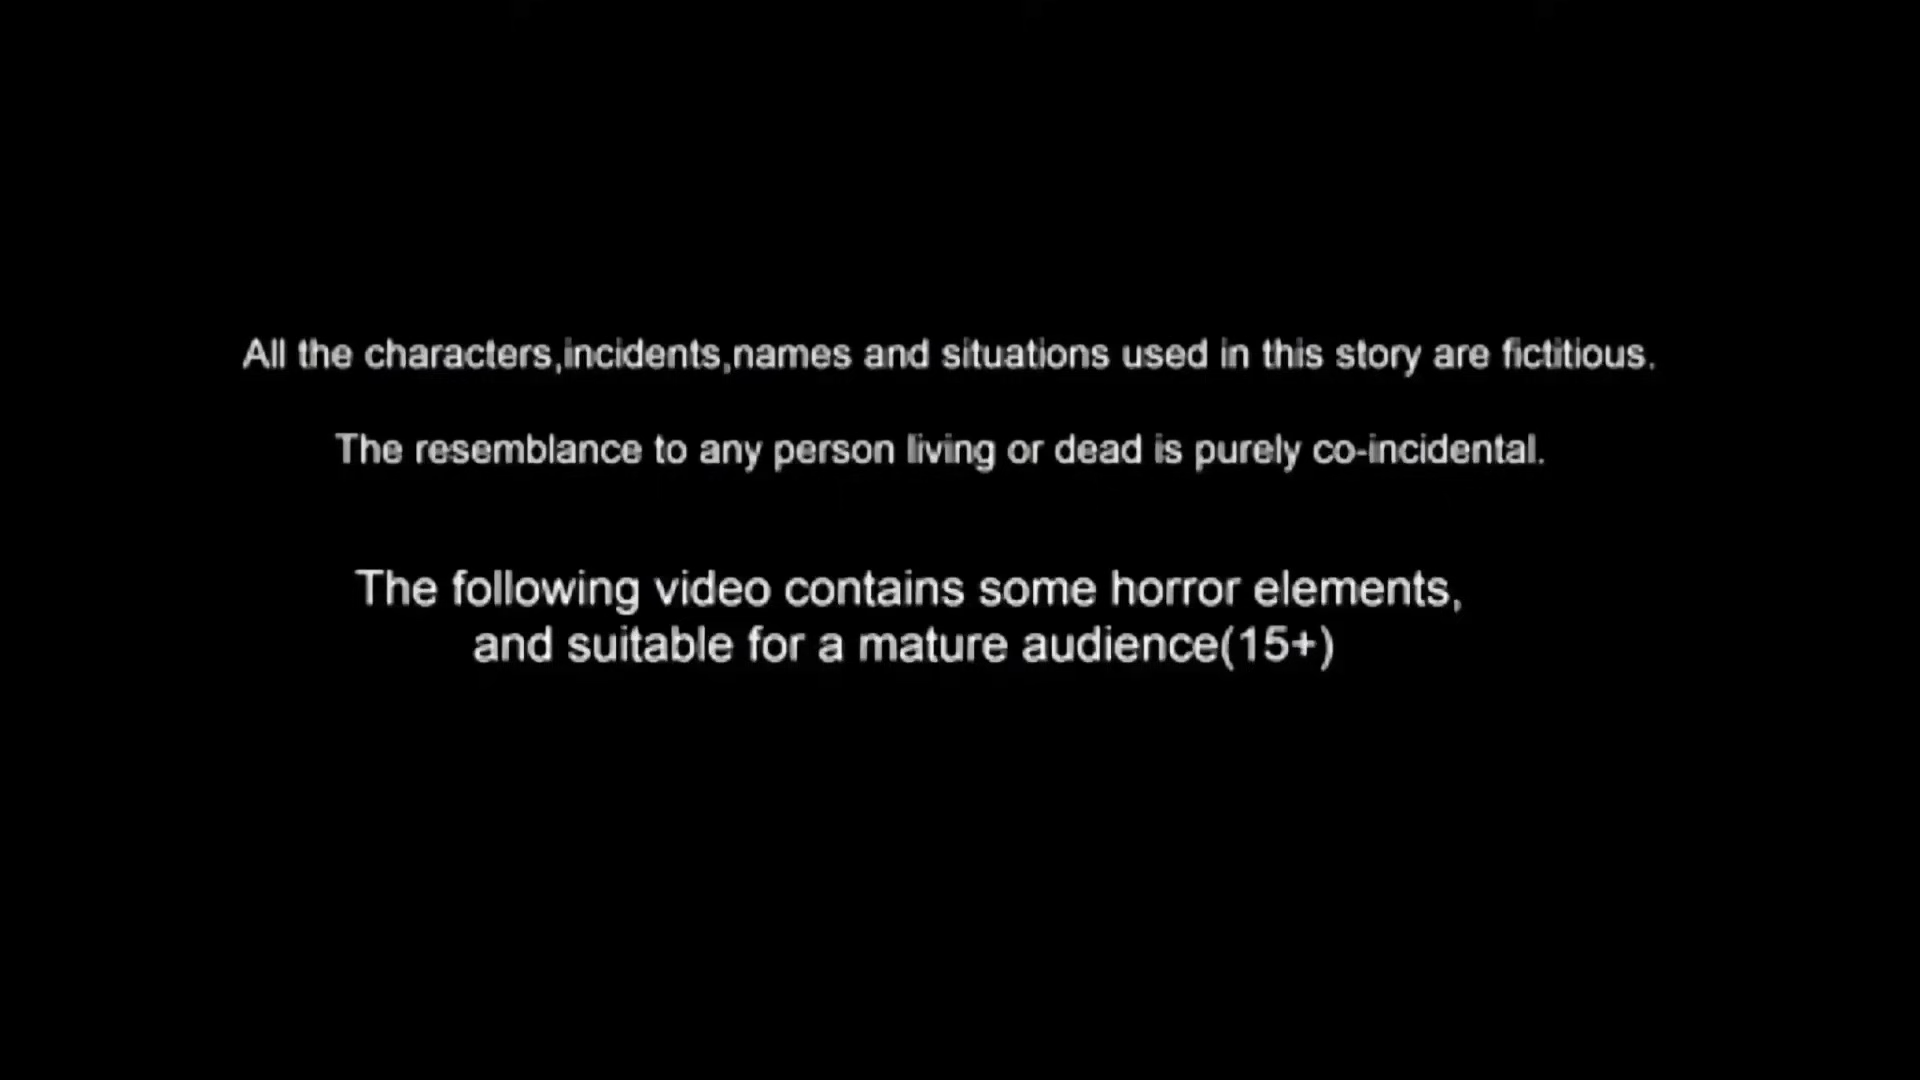 All the characters,incidents,names and situations used in this story are fictitious.
The resemblance to any person living or dead is purely co-incidental.
The following video contains some horror elements,
and suitable for a mature audience(15+)